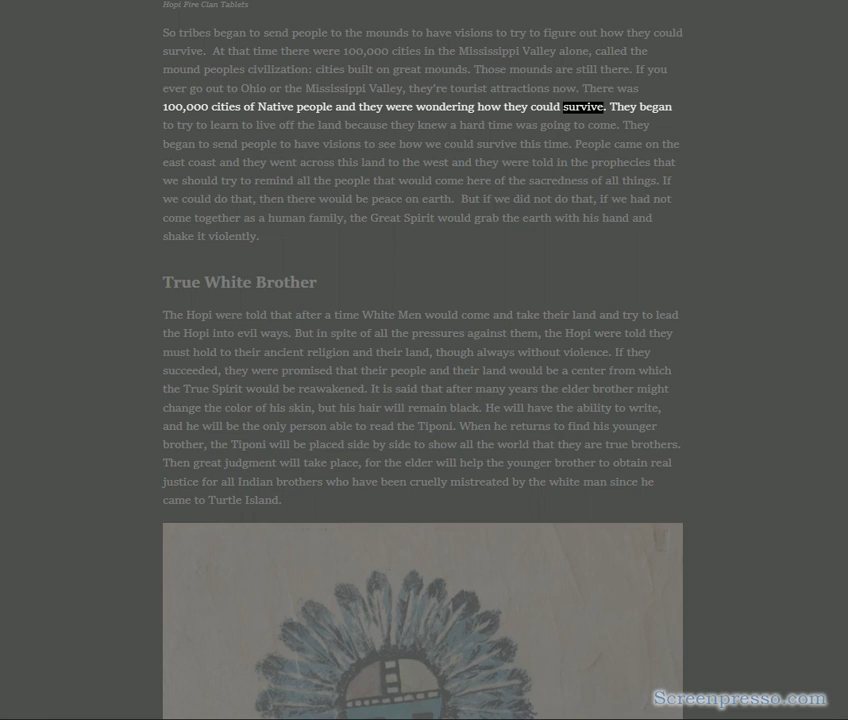 Hopi Fire Clan Tablets
So tribes began to send people to the mounds to have visions to try to figure out how they could
survive.  At that time there were 100,000 cities in the Mississippi Valley alone, called the
mound peoples civilization: cities built on great mounds. Those mounds are still there. If you
ever go out to Ohio or the Mississippi Valley, they're tourist attractions now. There was
100,000 cities of Native people and they were wondering how they could survive. They began
to try to learn to live off the land because they knew a hard time was going to come. They
began to send people to have visions to see how we could survive this time. People came on the
east coast and they went across this land to the west and they were told in the prophecies that
we should try to remind all the people that would come here of the sacredness of all things. If
we could do that, then there would be peace on earth.  But if we did not do that, if we had not
come together as a human family, the Great Spirit would grab the earth with his hand and
shake it violently.
True White Brother
The Hopi were told that after a time White Men would come and take their land and try to lead
the Hopi into evil ways. But in spite of all the pressures against them, the Hopi were told they
must hold to their ancient religion and their land, though always without violence. If they
succeeded, they were promised that their people and their land would be a center from which
the True Spirit would be reawakened. It is said that after many years the elder brother might
change the color of his skin, but his hair will remain black. He will have the ability to write,
and he will be the only person able to read the Tiponi. When he returns to find his younger
brother, the Tiponi will be placed side by side to show all the world that they are true brothers.
Then great judgment will take place, for the elder will help the younger brother to obtain real
justice for all Indian brothers who have been cruelly mistreated by the white man since he
came to Turtle Island.
Screenpresso.com